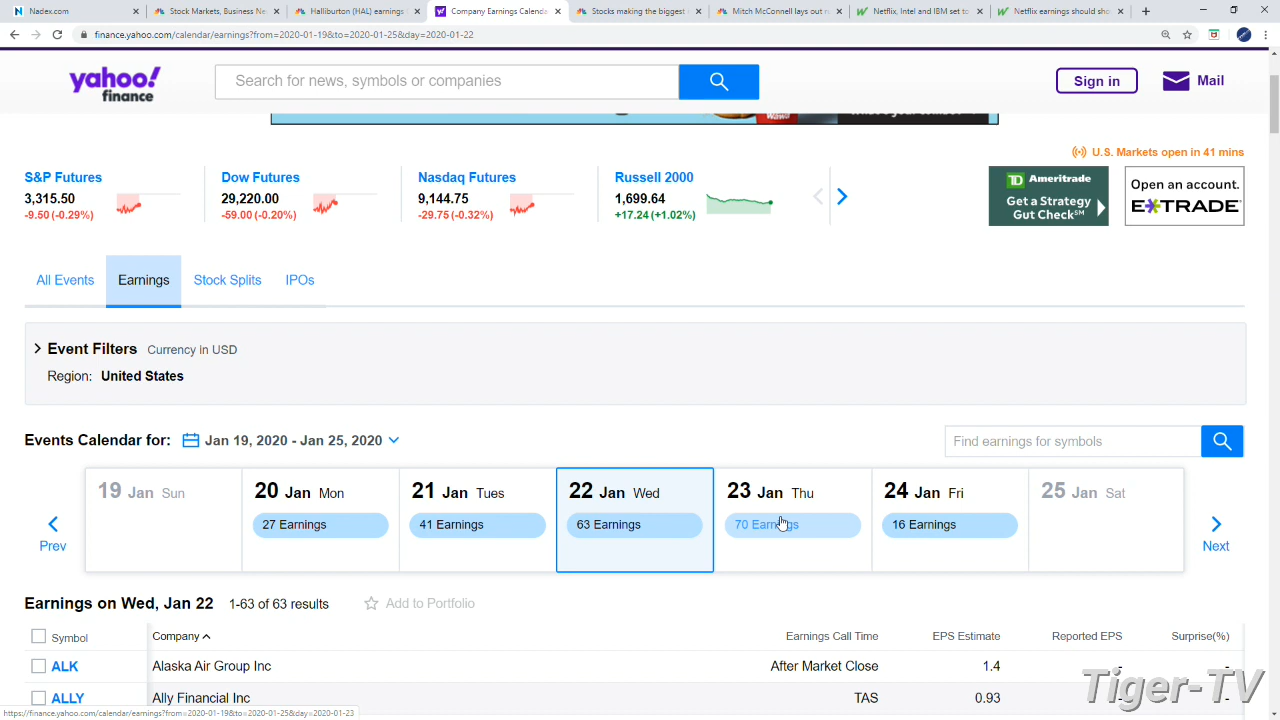 Nadex.com
Stock Markets, Business Ne
Halliburton (HAL) earnings
Company Earnings Calenda
Stocks making the biggest
Mitch McConnell lays out ru
Netflix, Intel and IBM set to
Netflix earnings should sho
finance.yahoo.com/calendar/earnings?from=2020-01-19&to=2020-01-25&day=2020-01-22
yahoo!
finance
Search for news, symbols or companies
Sign in
Mail
Wawa
U.S. Markets open in 41 mins
S&P Futures
3,315.50
-9.50 (-0.29%)
Dow Futures
29,220.00
-59.00 (-0.20%)
Nasdaq Futures
9,144.75
-29.75 (-0.32%)
Russell 2000
1,699.64
+17.24 (+1.02%)
TD Ameritrade
Get a Strategy
Gut Check℠
Open an account.
E*TRADE
All Events Earnings Stock Splits IPOs
Event Filters Currency in USD
Region: United States
Events Calendar for: Jan 19, 2020 - Jan 25, 2020
Find earnings for symbols
19 Jan Sun
20 Jan Mon
27 Earnings
21 Jan Tues
41 Earnings
22 Jan Wed
63 Earnings
23 Jan Thu
70 Earnings
24 Jan Fri
16 Earnings
25 Jan Sat
Prev
Next
Earnings on Wed, Jan 22 1-63 of 63 results Add to Portfolio
Symbol Company Earnings Call Time EPS Estimate Reported EPS Surprise(%)
ALK Alaska Air Group Inc After Market Close 1.4 - -
ALLY Ally Financial Inc TAS 0.93 - -
Tiger-TV
https://finance.yahoo.com/calendar/earnings?from=2020-01-19&to=2020-01-25&day=2020-01-23